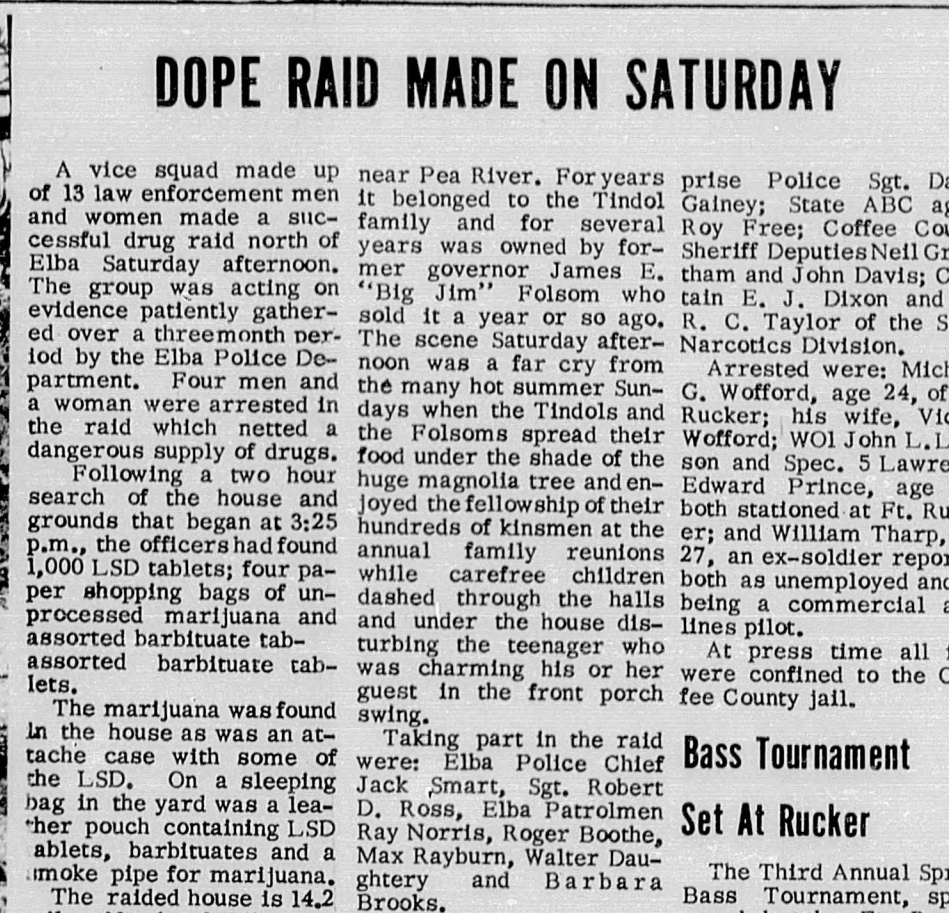 DOPE RAID MADE ON SATURDAY
A vice squad made up
of 13 law enforcement men
and women made a suc-
cessful drug raid north of
Elba Saturday afternoon.
The group was acting on
evidence patiently gather-
ed over a three month per-
iod by the Elba Police De-
partment. Four men and
a woman were arrested in
the raid which netted a
dangerous supply of drugs.
Following a two hour
search of the house and
grounds that began at 3:25
p.m., the officers had found
1,000 LSD tablets; four pa-
per shopping bags of un-
processed marijuana and
assorted barbituate tab-
assorted barbituate tab-
lets.
The marijuana was found
in the house as was an at-
tache case with some of
the LSD. On a sleeping
bag in the yard was a lea-
ther pouch containing LSD
ablets, barbituates and a
smoke pipe for marijuana.
The raided house is 14.2
near Pea River. For years
it belonged to the Tindol
family and for several
years was owned by for-
mer governor James E.
"Big Jim" Folsom who
sold it a year or so ago.
The scene Saturday after-
noon was a far cry from
the many hot summer Sun-
days when the Tindols and
the Folsoms spread their
food under the shade of the
huge magnolia tree and en-
joyed the fellowship of their
hundreds of kinsmen at the
annual family reunions
while carefree children
dashed through the halls
and under the house dis-
turbing the teenager who
was charming his or her
guest in the front porch
swing.
Taking part in the raid
were: Elba Police Chief
Jack Smart, Sgt. Robert
D. Ross, Elba Patrolmen
Ray Norris, Roger Boothe,
Max Rayburn, Walter Dau-
ghtery and Barbara
Brooks.
prise Police Sgt. Da
Gainey; State ABC ag
Roy Free; Coffee Cou
Sheriff Deputies Neil Gr
tham and John Davis; C
tain E. J. Dixon and
R. C. Taylor of the S
Narcotics Division.
Arrested were: Mich
G. Wofford, age 24, of
Rucker; his wife, Vic
Wofford; WO1 John L. L
son and Spec. 5 Lawre
Edward Prince, age
both stationed at Ft. Ru
er; and William Tharp,
27, an ex-soldier repor
both as unemployed and
being a commercial a
lines pilot.
At press time all f
were confined to the C
fee County jail.
Bass Tournament
Set At Rucker
The Third Annual Spr
Bass Tournament, sp